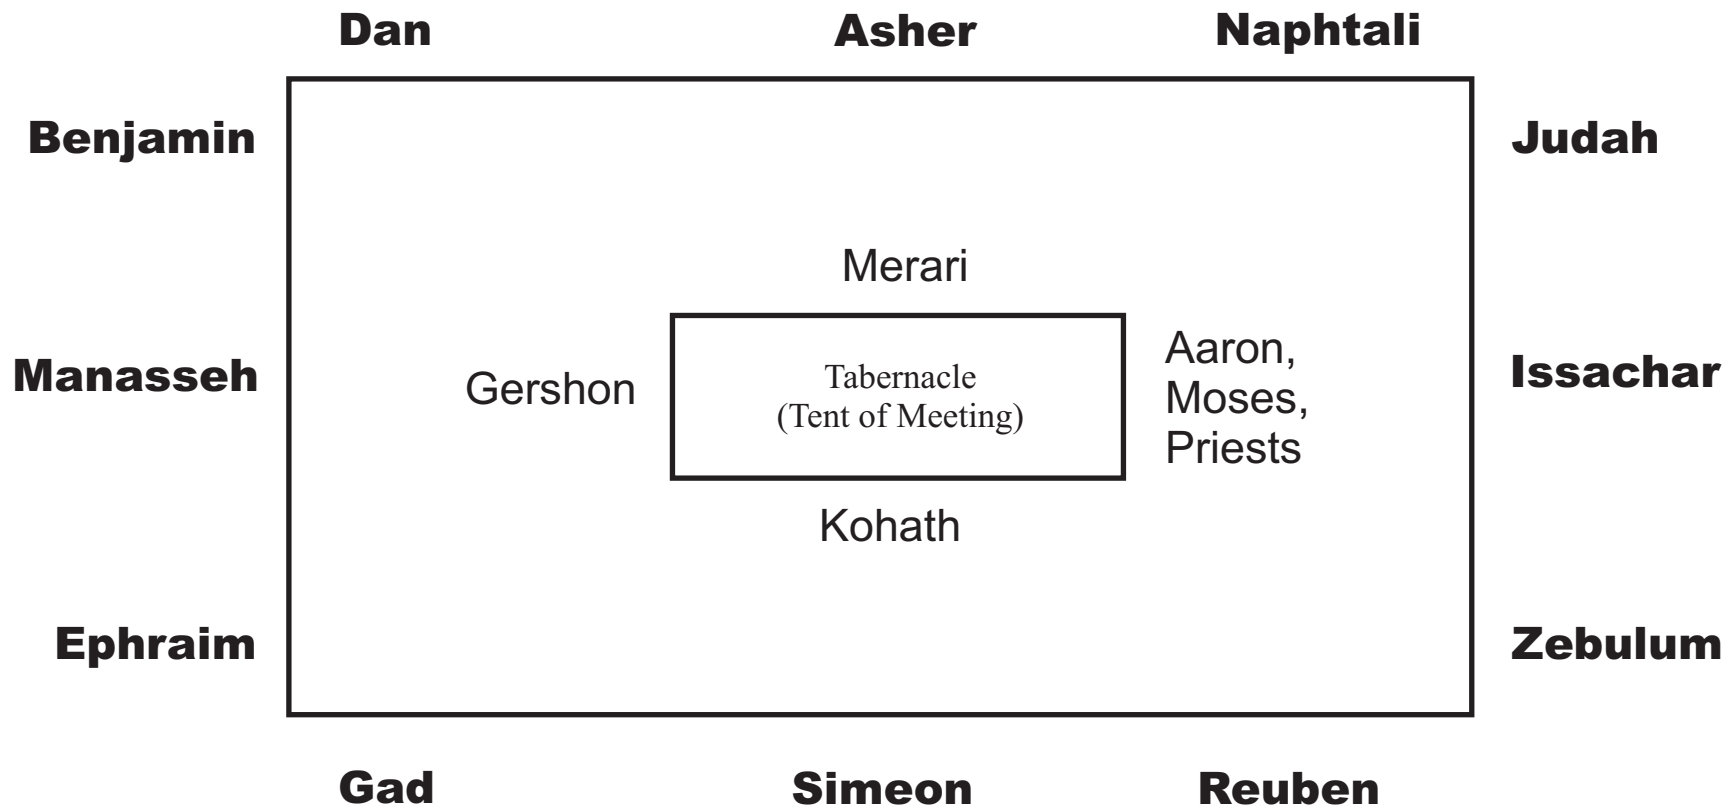 Dan
Asher
Naphtali
Benjamin
Judah
Merari
Manasseh
Gershon
Tabernacle
(Tent of Meeting)
Aaron,
Moses,
Priests
Issachar
Kohath
Ephraim
Zebulum
Gad
Simeon
Reuben